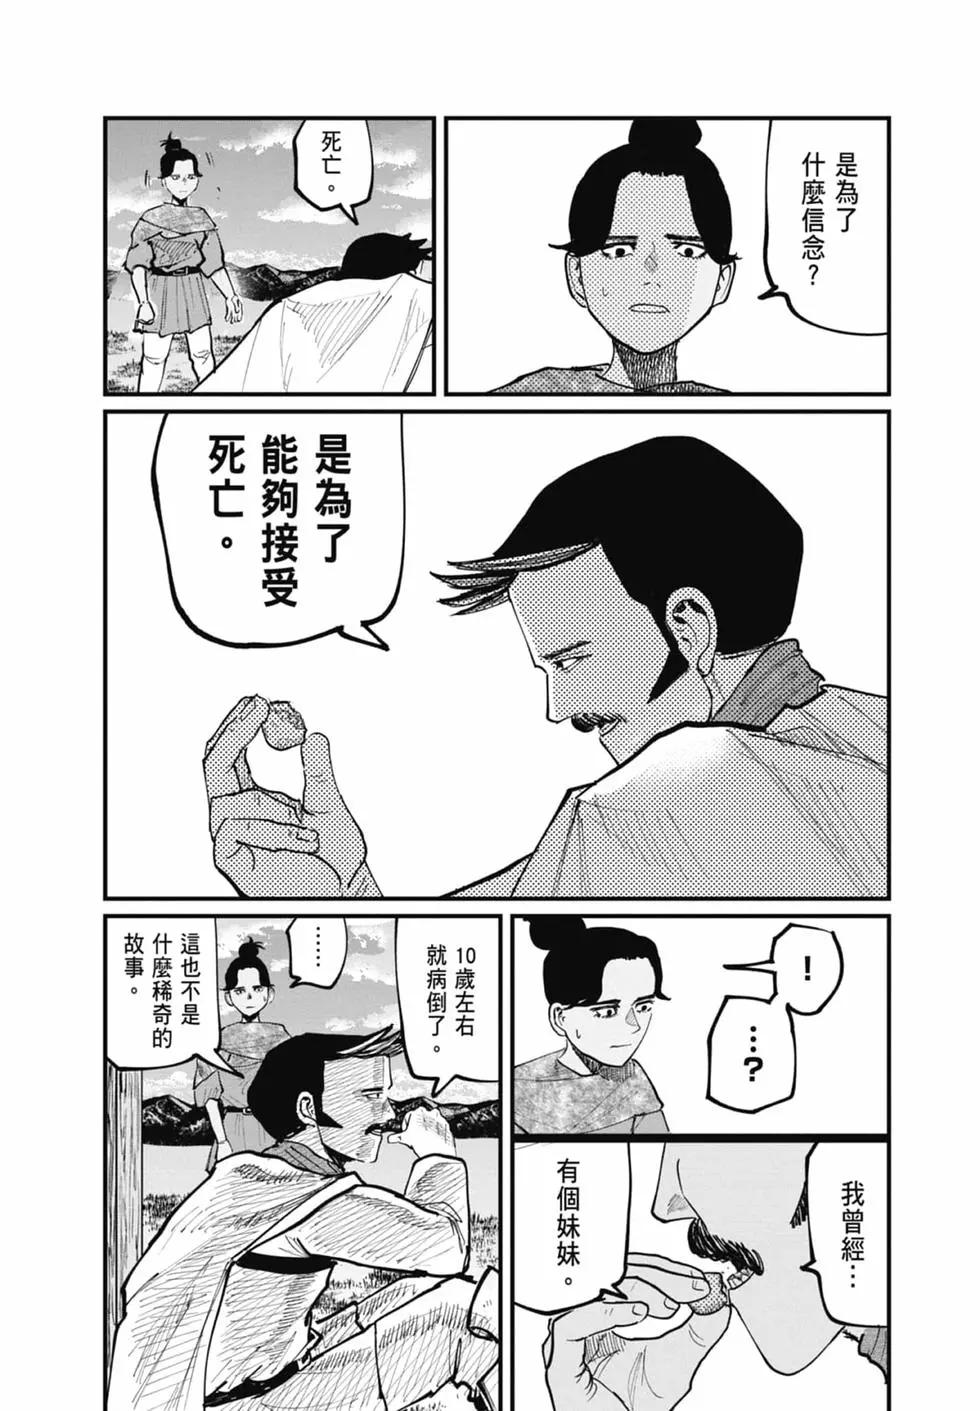 是為了
什麼信念？
死亡。
是為了
能夠接受
死亡。
！
…？
我曾經…
有個妹妹。
10歲左右
就病倒了。
……
這也不是
什麼稀奇的
故事。